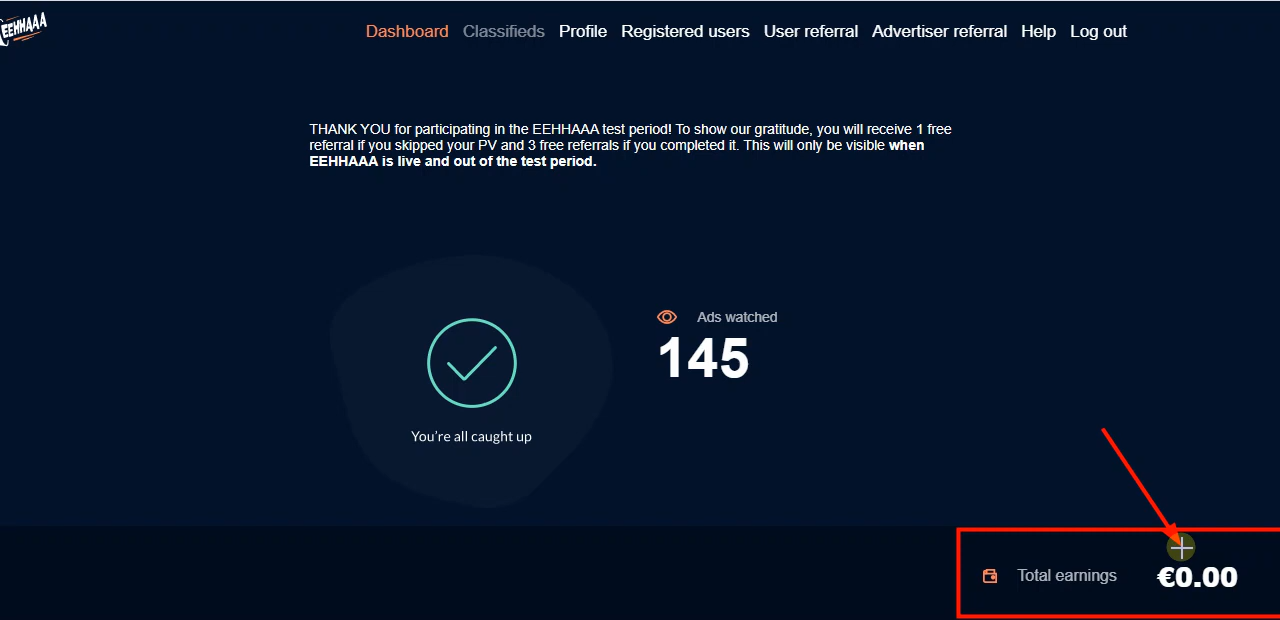 EEHHAAA
Dashboard Classifieds Profile Registered users User referral Advertiser referral Help Log out
THANK YOU for participating in the EEHHAAA test period! To show our gratitude, you will receive 1 free
referral if you skipped your PV and 3 free referrals if you completed it. This will only be visible when
EEHHAAA is live and out of the test period.
Ads watched
145
You're all caught up
Total earnings €0.00